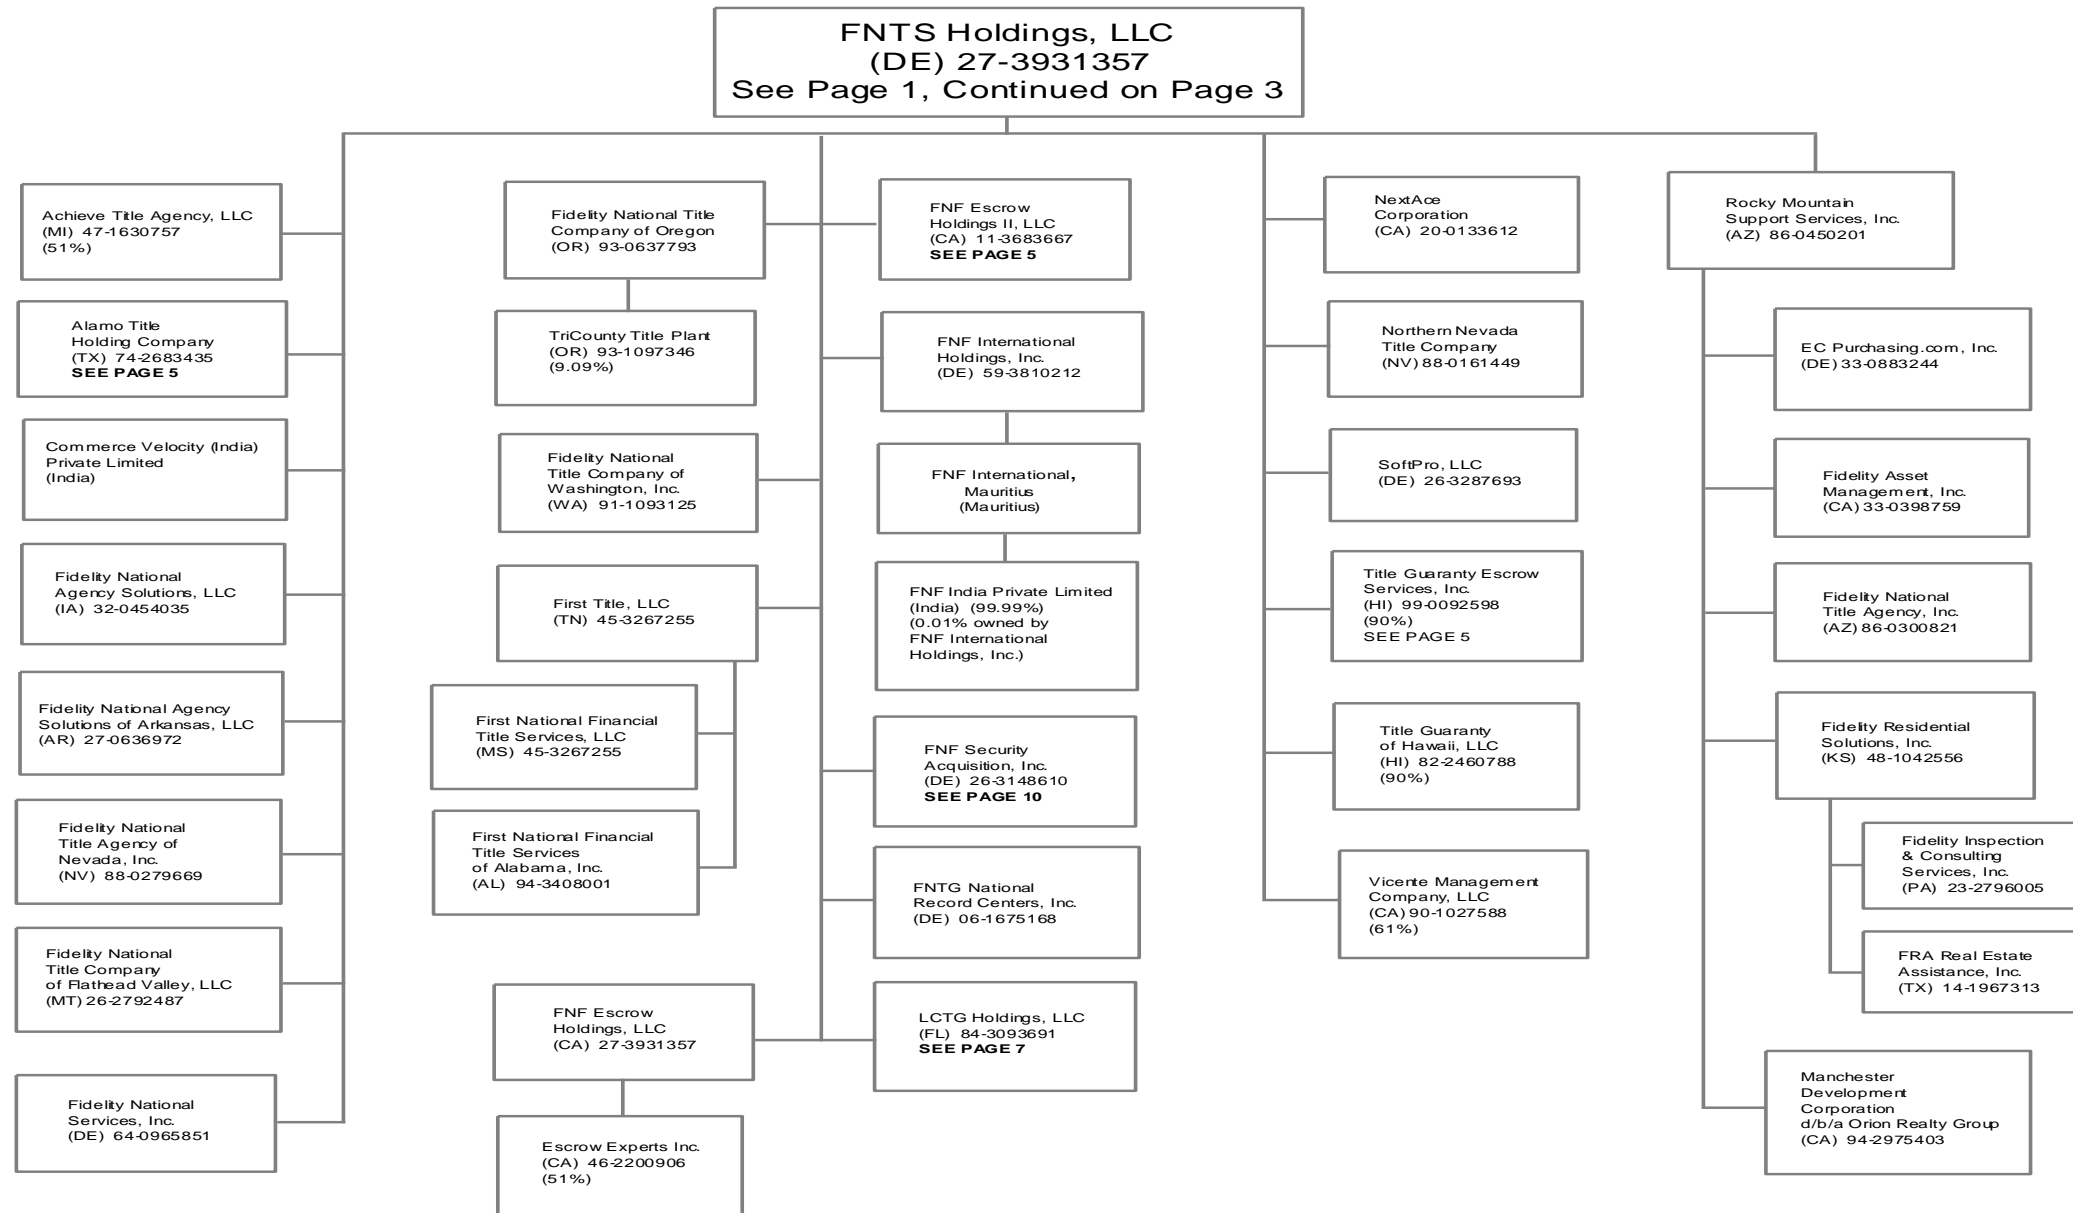 FNTS Holdings, LLC
(DE) 27-3931357
See Page 1, Continued on Page 3
Achieve Title Agency, LLC
(MI) 47-1630757
(51%)
Alamo Title
Holding Company
(TX) 74-2683435
SEE PAGE 5
Commerce Velocity (India)
Private Limited
(India)
Fidelity National
Agency Solutions, LLC
(IA) 32-0454035
Fidelity National Agency
Solutions of Arkansas, LLC
(AR) 27-0636972
Fidelity National
Title Agency of
Nevada, Inc.
(NV) 88-0279669
Fidelity National
Title Company
of Flathead Valley, LLC
(MT) 26-2792487
Fidelity National
Services, Inc.
(DE) 64-0965851
Fidelity National Title
Company of Oregon
(OR) 93-0637793
TriCounty Title Plant
(OR) 93-1097346
(9.09%)
Fidelity National
Title Company of
Washington, Inc.
(WA) 91-1093125
First Title, LLC
(TN) 45-3267255
First National Financial
Title Services, LLC
(MS) 45-3267255
First National Financial
Title Services
of Alabama, Inc.
(AL) 94-3408001
FNF Escrow
Holdings, LLC
(CA) 27-3931357
Escrow Experts Inc.
(CA) 46-2200906
(51%)
FNF Escrow
Holdings II, LLC
(CA) 11-3683667
SEE PAGE 5
FNF International
Holdings, Inc.
(DE) 59-3810212
FNF International,
Mauritius
(Mauritius)
FNF India Private Limited
(India) (99.99%)
(0.01% owned by
FNF International
Holdings, Inc.)
FNF Security
Acquisition, Inc.
(DE) 26-3148610
SEE PAGE 10
FNTG National
Record Centers, Inc.
(DE) 06-1675168
LCTG Holdings, LLC
(FL) 84-3093691
SEE PAGE 7
NextAce
Corporation
(CA) 20-0133612
Northern Nevada
Title Company
(NV) 88-0161449
SoftPro, LLC
(DE) 26-3287693
Title Guaranty Escrow
Services, Inc.
(HI) 99-0092598
(90%)
SEE PAGE 5
Title Guaranty
of Hawaii, LLC
(HI) 82-2460788
(90%)
Vicente Management
Company, LLC
(CA) 90-1027588
(61%)
Rocky Mountain
Support Services, Inc.
(AZ) 86-0450201
EC Purchasing.com, Inc.
(DE) 33-0883244
Fidelity Asset
Management, Inc.
(CA) 33-0398759
Fidelity National
Title Agency, Inc.
(AZ) 86-0300821
Fidelity Residential
Solutions, Inc.
(KS) 48-1042556
Fidelity Inspection
& Consulting
Services, Inc.
(PA) 23-2796005
FRA Real Estate
Assistance, Inc.
(TX) 14-1967313
Manchester
Development
Corporation
d/b/a Orion Realty Group
(CA) 94-2975403